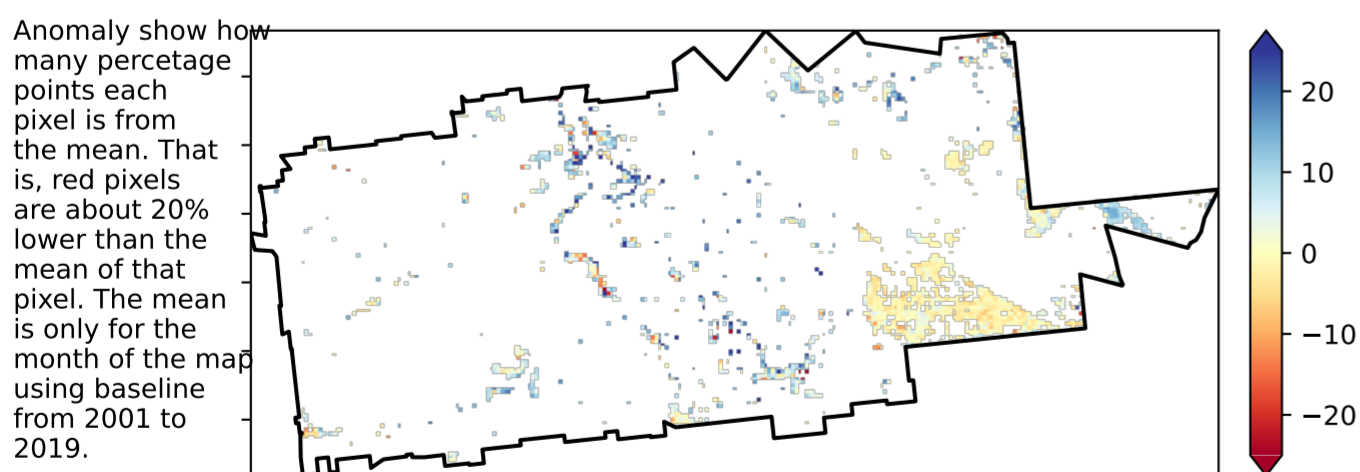 Anomaly show how
many percetage
points each
pixel is from
the mean. That
is, red pixels
are about 20%
lower than the
mean of that
pixel. The mean
is only for the
month of the map
using baseline
from 2001 to
2019.
20
10
0
−10
−20